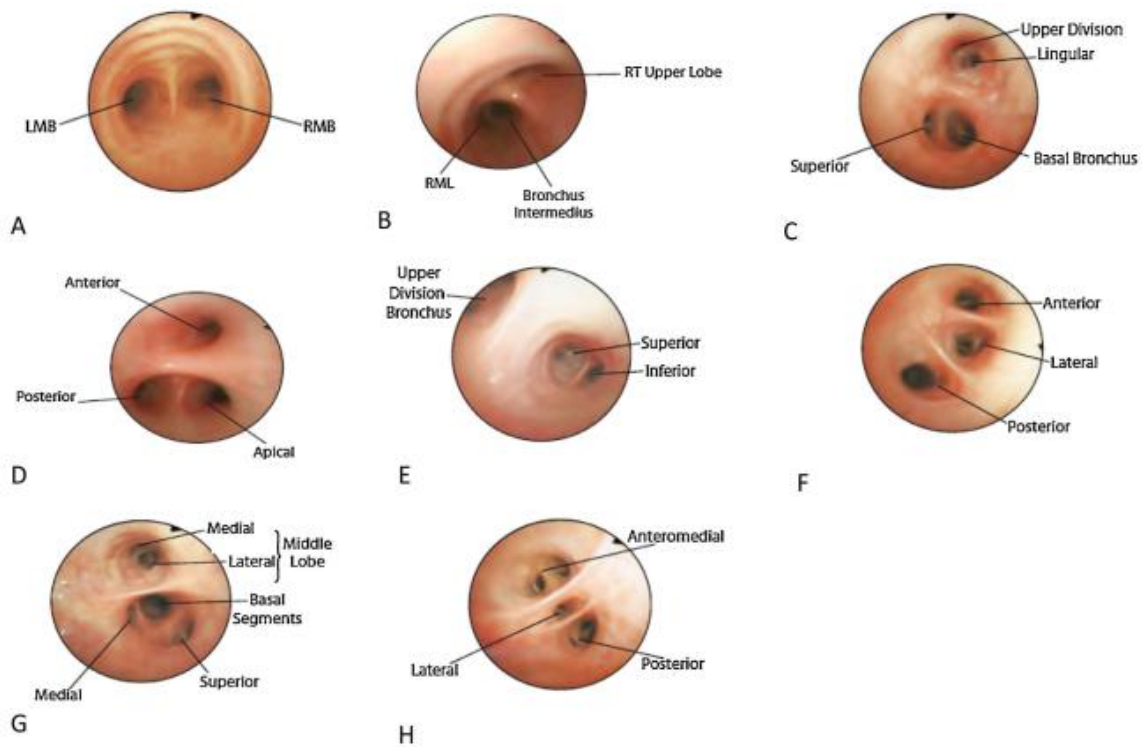 LMB
RMB
A
RT Upper Lobe
RML
Bronchus
Intermedius
B
Upper Division
Lingular
Superior
Basal Bronchus
C
Anterior
Posterior
Apical
D
Upper
Division
Bronchus
Superior
Inferior
E
Anterior
Lateral
Posterior
F
Medial
Lateral
Middle
Lobe
Basal
Segments
Medial
Superior
G
Anteromedial
Lateral
Posterior
H